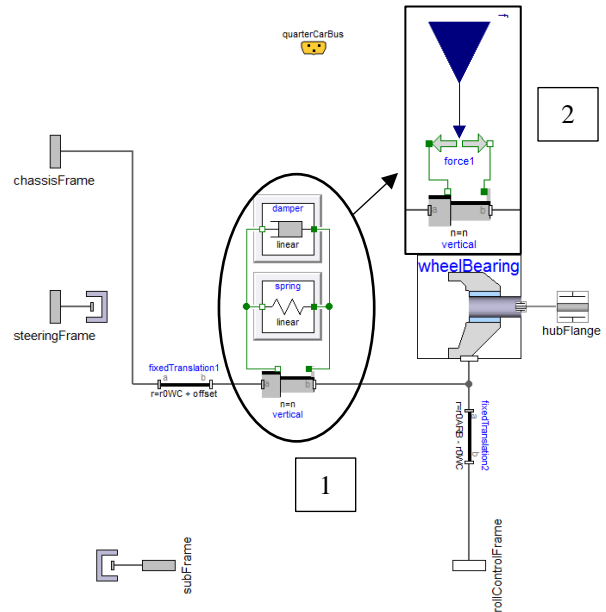 quarterCarBus
f
2
force1
a
b
n=n
vertical
chassisFrame
damper
linear
spring
linear
wheelBearing
hubFlange
steeringFrame
fixedTranslation1
a
b
r=r0WC + offset
a
b
n=n
vertical
fixedTranslation2
a
b
r=r0ARB - r0WC
1
subFrame
rollControlFrame